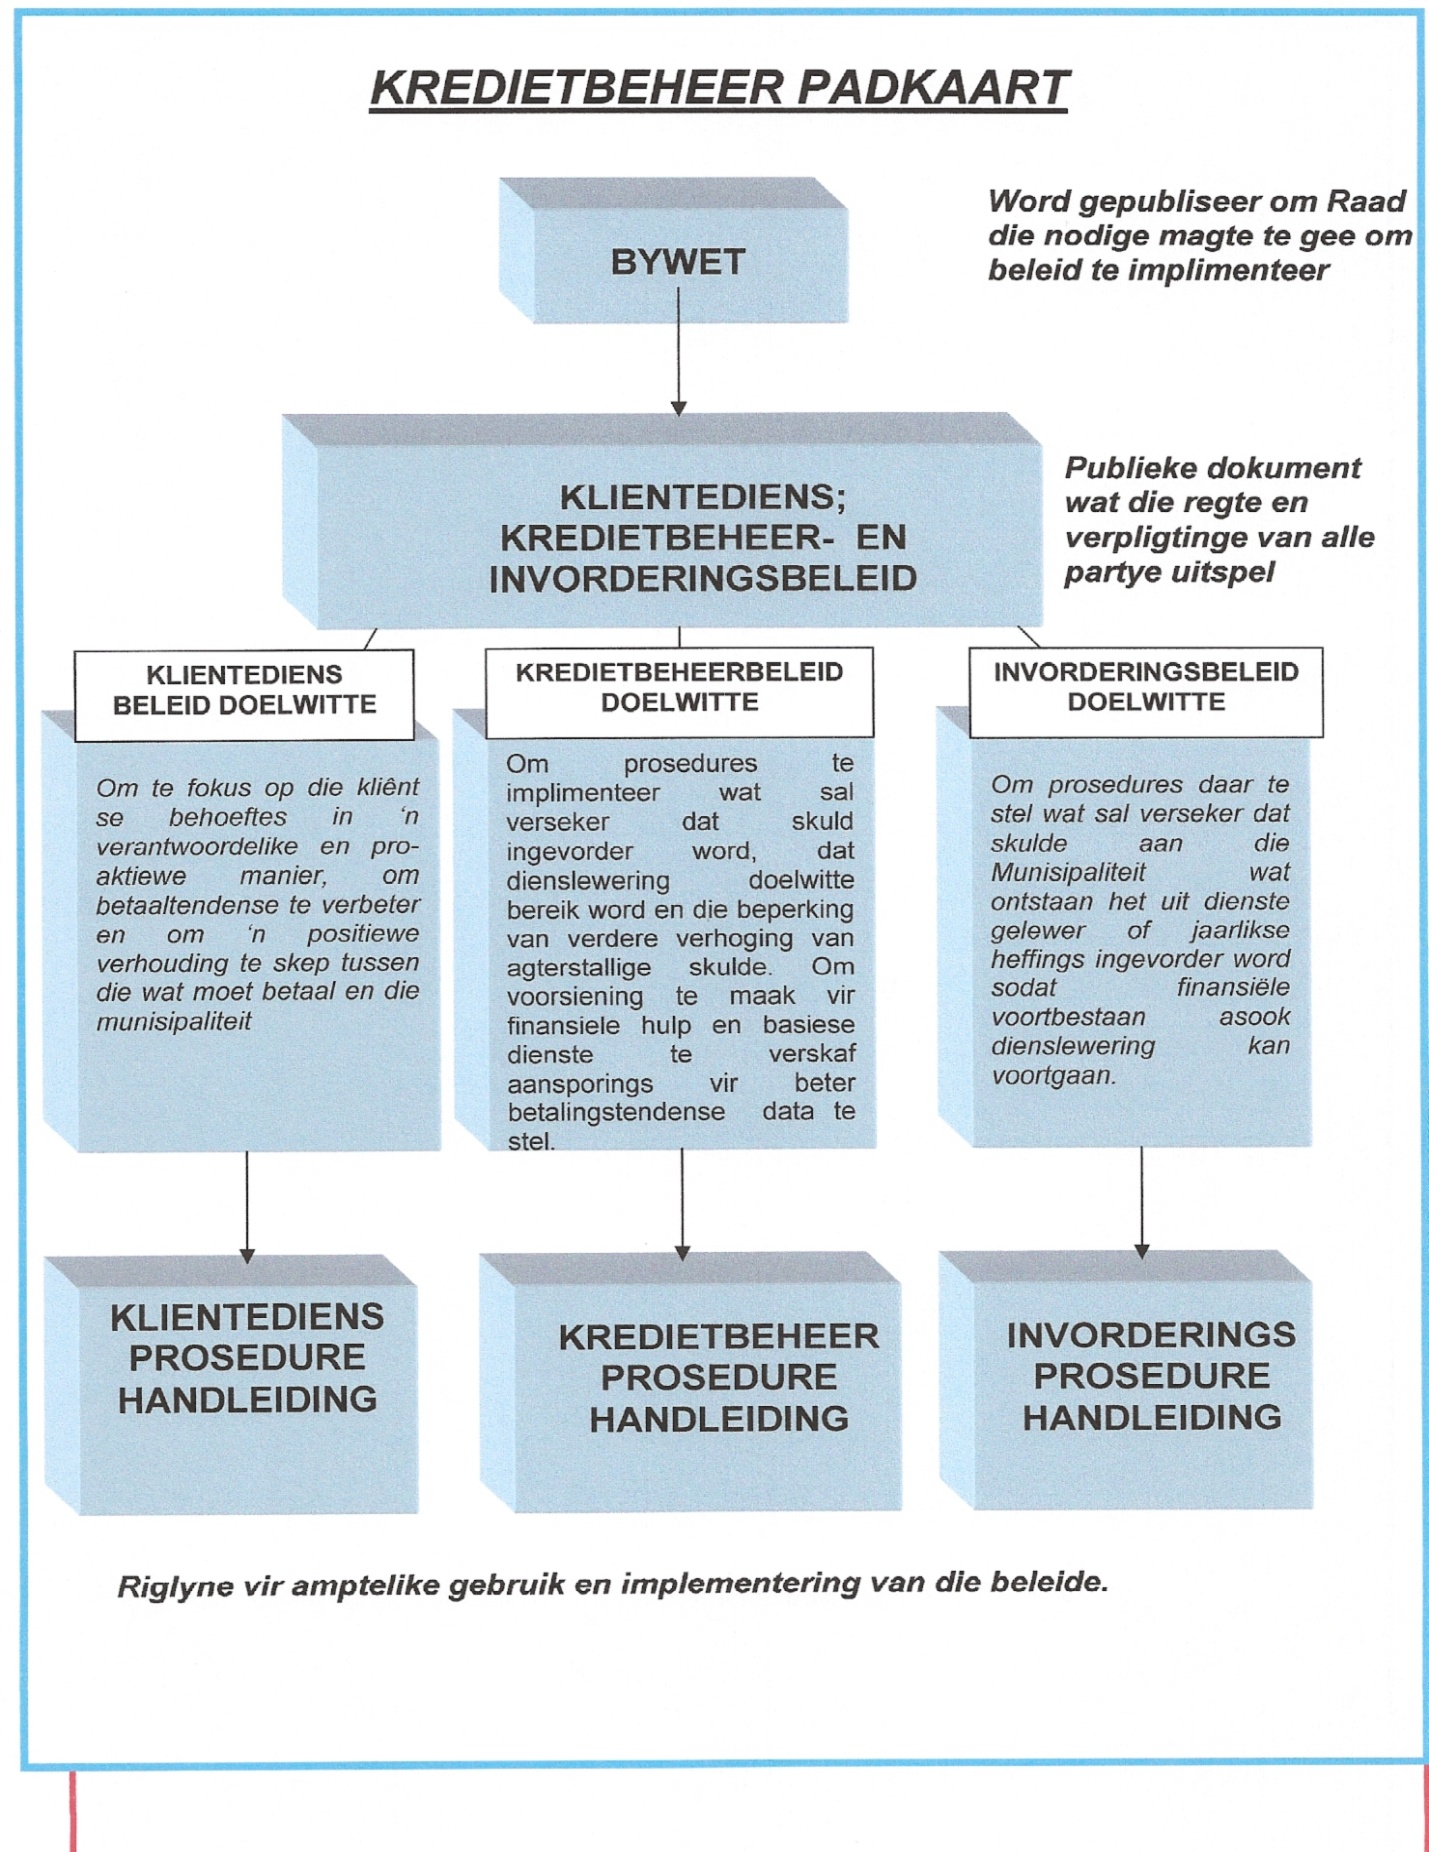 KREDIETBEHEER PADKAART
BYWET
Word gepubliseer om Raad
die nodige magte te gee om
beleid te implimenteer
KLIENTEDIENS;
KREDIETBEHEER- EN
INVORDERINGSBELEID
Publieke dokument
wat die regte en
verpligtinge van alle
partye uitspel
KLIENTEDIENS
BELEID DOELWITTE
Om te fokus op die kliênt
se behoeftes in ‘n
verantwoordelike en pro-
aktiewe manier, om
betaaltendense te verbeter
en om ‘n positiewe
verhouding te skep tussen
die wat moet betaal en die
munisipaliteit
KREDIETBEHEERBELEID
DOELWITTE
Om prosedures te
implimenteer wat sal
verseker dat skuld
ingevorder word, dat
dienslewering doelwitte
bereik word en die beperking
van verdere verhoging van
agterstallige skulde. Om
voorsiening te maak vir
finansiele hulp en basiese
dienste te verskaf
aansporings vir beter
betalingstendense data te
stel.
INVORDERINGSBELEID
DOELWITTE
Om prosedures daar te
stel wat sal verseker dat
skulde aan die
Munisipaliteit wat
ontstaan het uit dienste
gelewer of jaarlikse
heffings ingevorder word
sodat finansiële
voortbestaan asook
dienslewering kan
voortgaan.
KLIENTEDIENS
PROSEDURE
HANDLEIDING
KREDIETBEHEER
PROSEDURE
HANDLEIDING
INVORDERINGS
PROSEDURE
HANDLEIDING
Riglyne vir amptelike gebruik en implementering van die beleide.